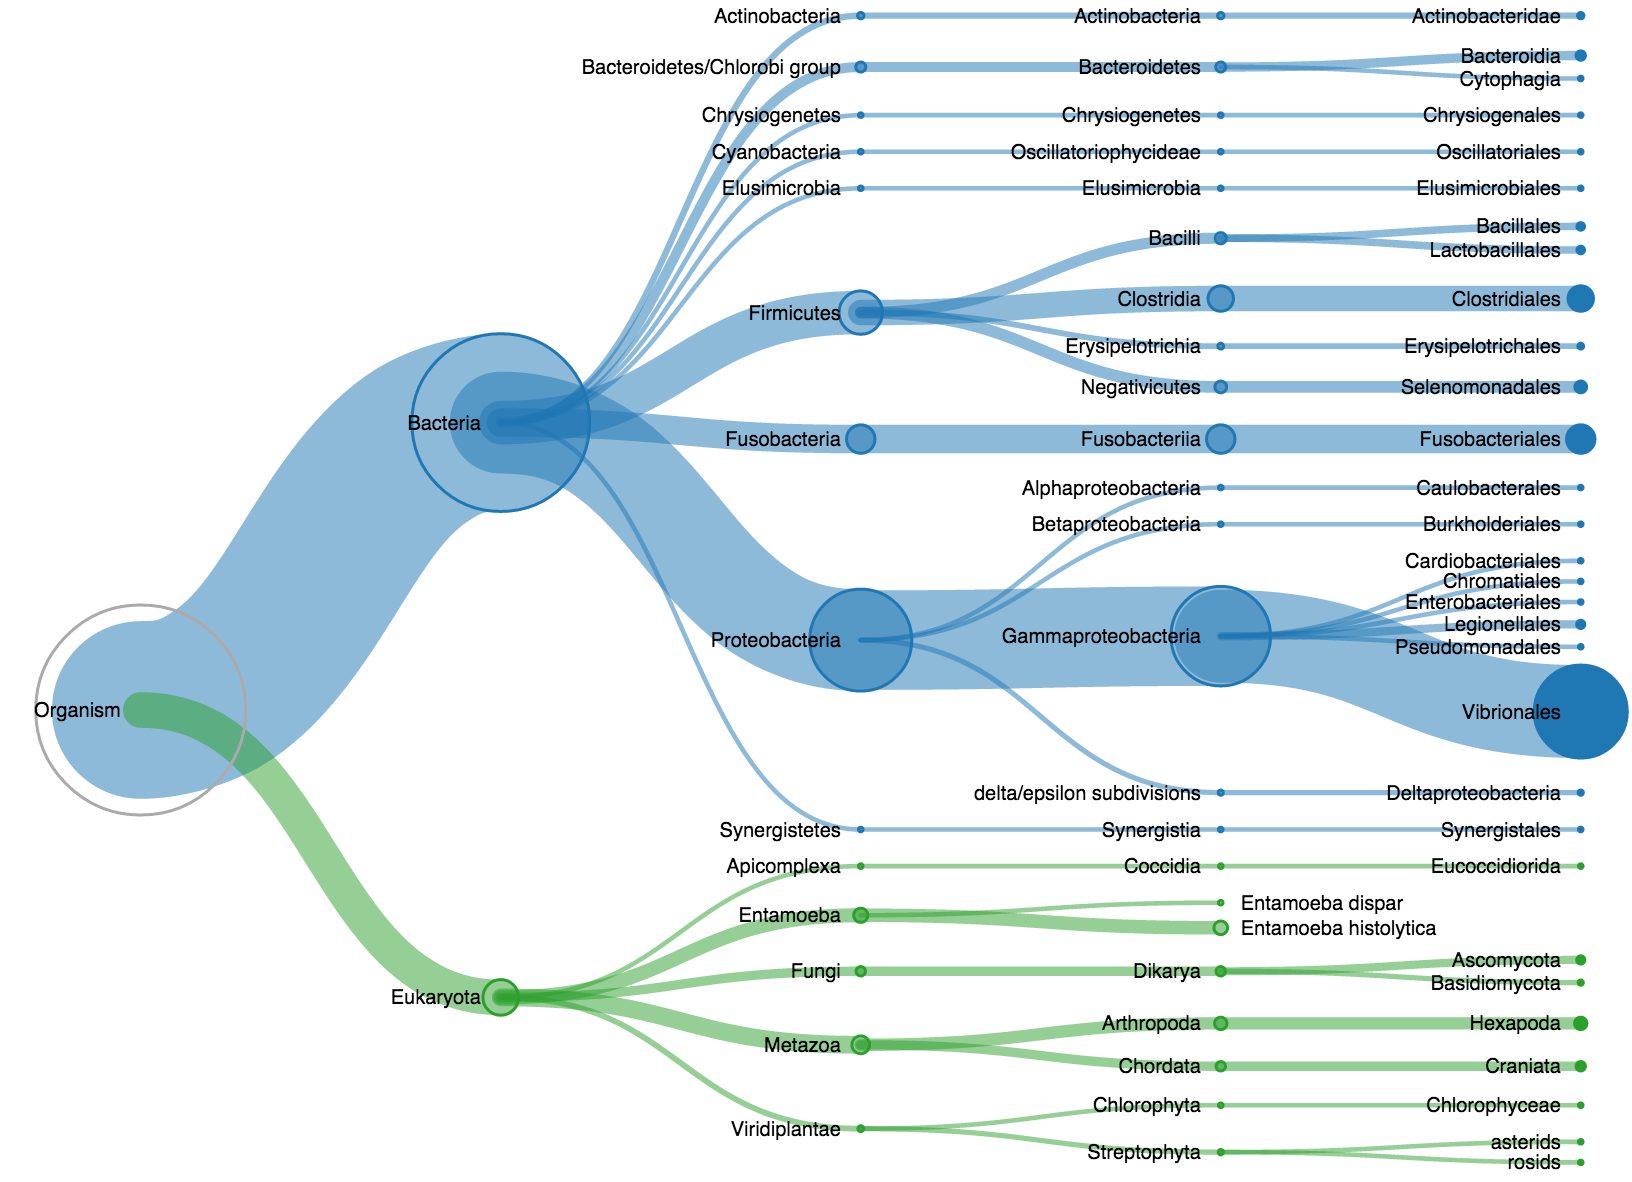 Organism
Bacteria
Eukaryota
Actinobacteria
Bacteroidetes/Chlorobi group
Chrysiogenetes
Cyanobacteria
Elusimicrobia
Firmicutes
Fusobacteria
Proteobacteria
Synergistetes
Apicomplexa
Entamoeba
Fungi
Metazoa
Viridiplantae
Actinobacteria
Bacteroidetes
Chrysiogenetes
Oscillatoriophycideae
Elusimicrobia
Bacilli
Clostridia
Erysipelotrichia
Negativicutes
Fusobacteriia
Alphaproteobacteria
Betaproteobacteria
Gammaproteobacteria
delta/epsilon subdivisions
Synergistia
Coccidia
Entamoeba dispar
Entamoeba histolytica
Dikarya
Arthropoda
Chordata
Chlorophyta
Streptophyta
Actinobacteridae
Bacteroidia
Cytophagia
Chrysiogenales
Oscillatoriales
Elusimicrobiales
Bacillales
Lactobacillales
Clostridiales
Erysipelotrichales
Selenomonadales
Fusobacteriales
Caulobacterales
Burkholderiales
Cardiobacteriales
Chromatiales
Enterobacteriales
Legionellales
Pseudomonadales
Vibrionales
Deltaproteobacteria
Synergistales
Eucoccidiorida
Ascomycota
Basidiomycota
Hexapoda
Craniata
Chlorophyceae
asterids
rosids